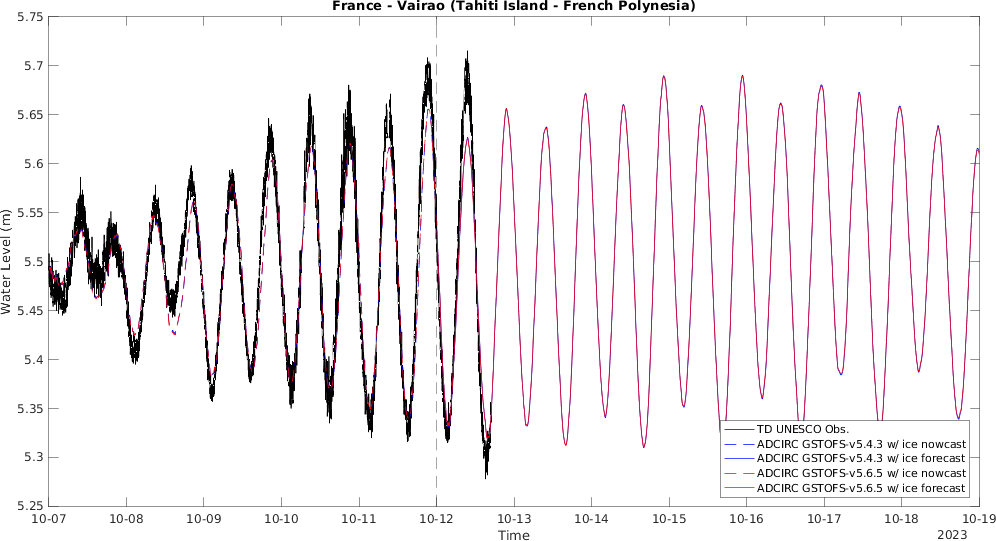 France - Vairao (Tahiti Island - French Polynesia)
5.75
5.7
5.65
5.6
5.55
5.5
5.45
5.4
5.35
5.3
5.25
Water Level (m)
TD UNESCO Obs.
ADCIRC GSTOFS-v5.4.3 w/ ice nowcast
ADCIRC GSTOFS-v5.4.3 w/ ice forecast
ADCIRC GSTOFS-v5.6.5 w/ ice nowcast
ADCIRC GSTOFS-v5.6.5 w/ ice forecast
10-07 10-08 10-09 10-10 10-11 10-12 10-13 10-14 10-15 10-16 10-17 10-18 10-19
Time
2023